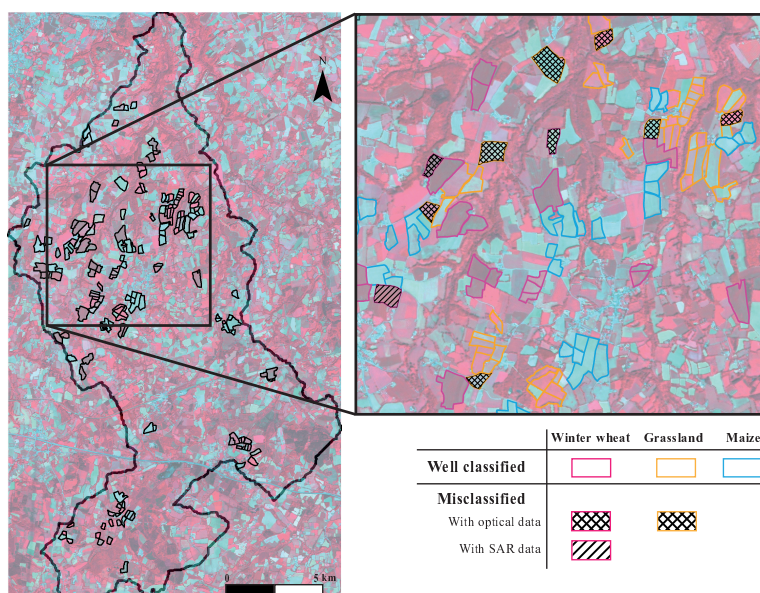 N
0 5 km
Winter wheat Grassland Maize
Well classified
Misclassified
With optical data
With SAR data